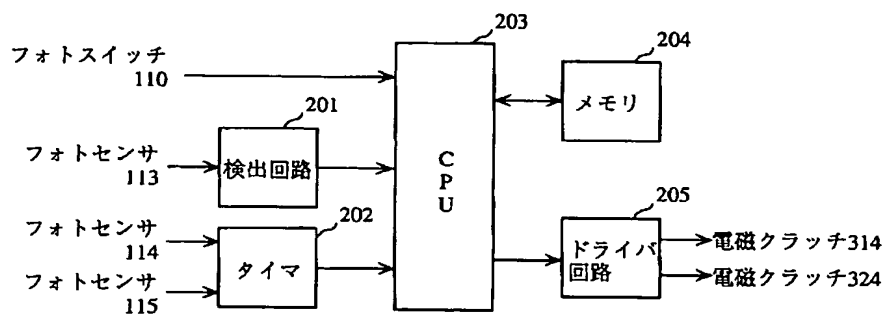 フォトスイッチ
110
フォトセンサ
113
フォトセンサ
114
フォトセンサ
115
201
検出回路
202
タイマ
203
CPU
204
メモリ
205
ドライバ
回路
電磁クラッチ314
電磁クラッチ324